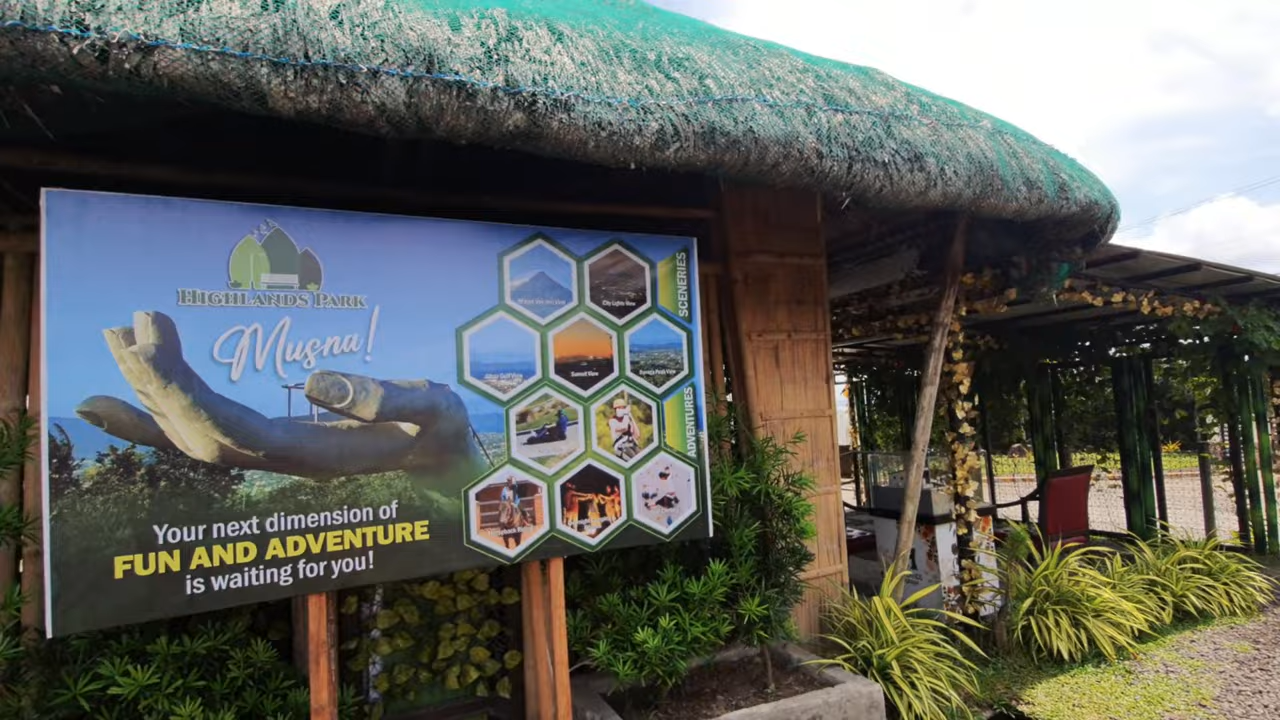 HIGHLANDS PARK
Musna!
Your next dimension of
FUN AND ADVENTURE
is waiting for you!
SCENERIES
City Lights View
Sunset View
ADVENTURES